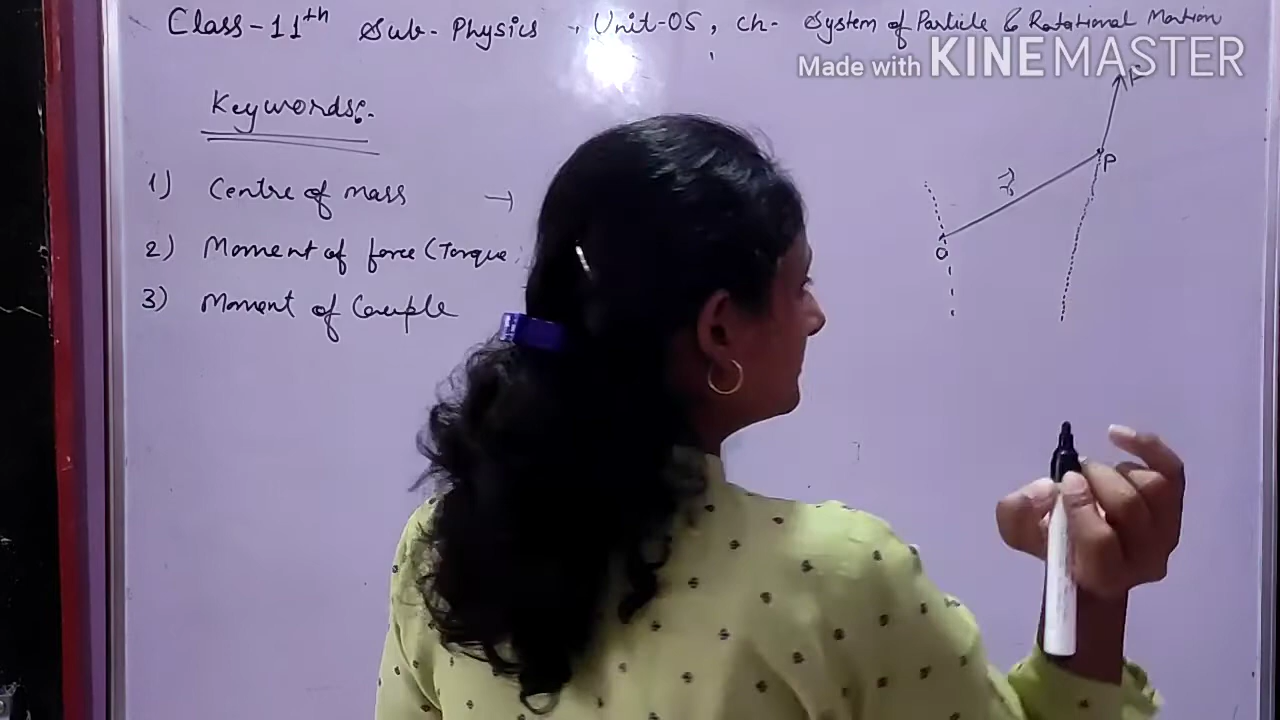 Class-11th Sub- Physics , Unit-05, Ch- System of Particle & Rotational Motion
Made with KINEMASTER
Keywords:-
1) Centre of mass →
2) Moment of force (Torque
3) Moment of Couple
F
P
r
O